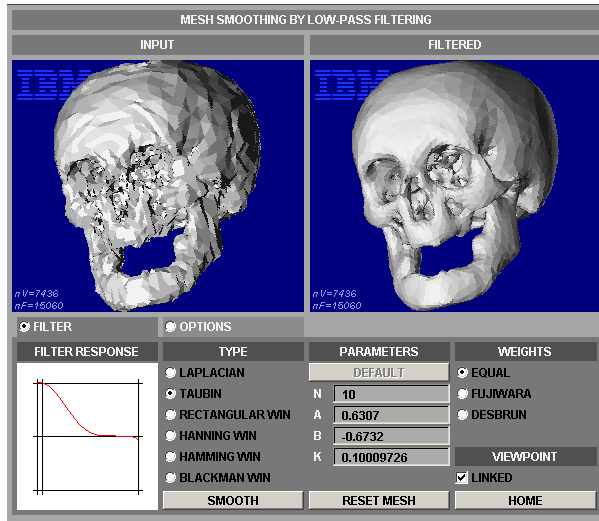 MESH SMOOTHING BY LOW-PASS FILTERING
INPUT
FILTERED
IBM
IBM
nV=7436
nF=15060
nV=7436
nF=15060
FILTER
OPTIONS
FILTER RESPONSE
TYPE
PARAMETERS
WEIGHTS
LAPLACIAN
DEFAULT
EQUAL
TAUBIN
N 10
FUJIWARA
RECTANGULAR WIN
A 0.6307
DESBRUN
HANNING WIN
B -0.6732
HAMMING WIN
K 0.10009726
VIEWPOINT
BLACKMAN WIN
LINKED
SMOOTH
RESET MESH
HOME